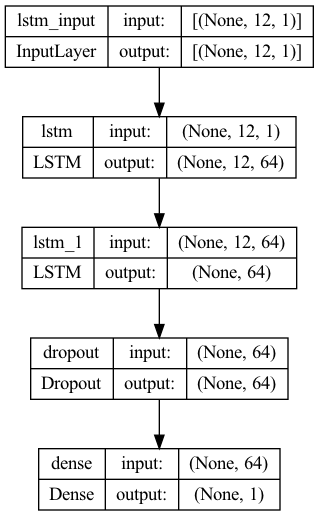 lstm_input input: [(None, 12, 1)]
InputLayer output: [(None, 12, 1)]
lstm input: (None, 12, 1)
LSTM output: (None, 12, 64)
lstm_1 input: (None, 12, 64)
LSTM output: (None, 64)
dropout input: (None, 64)
Dropout output: (None, 64)
dense input: (None, 64)
Dense output: (None, 1)